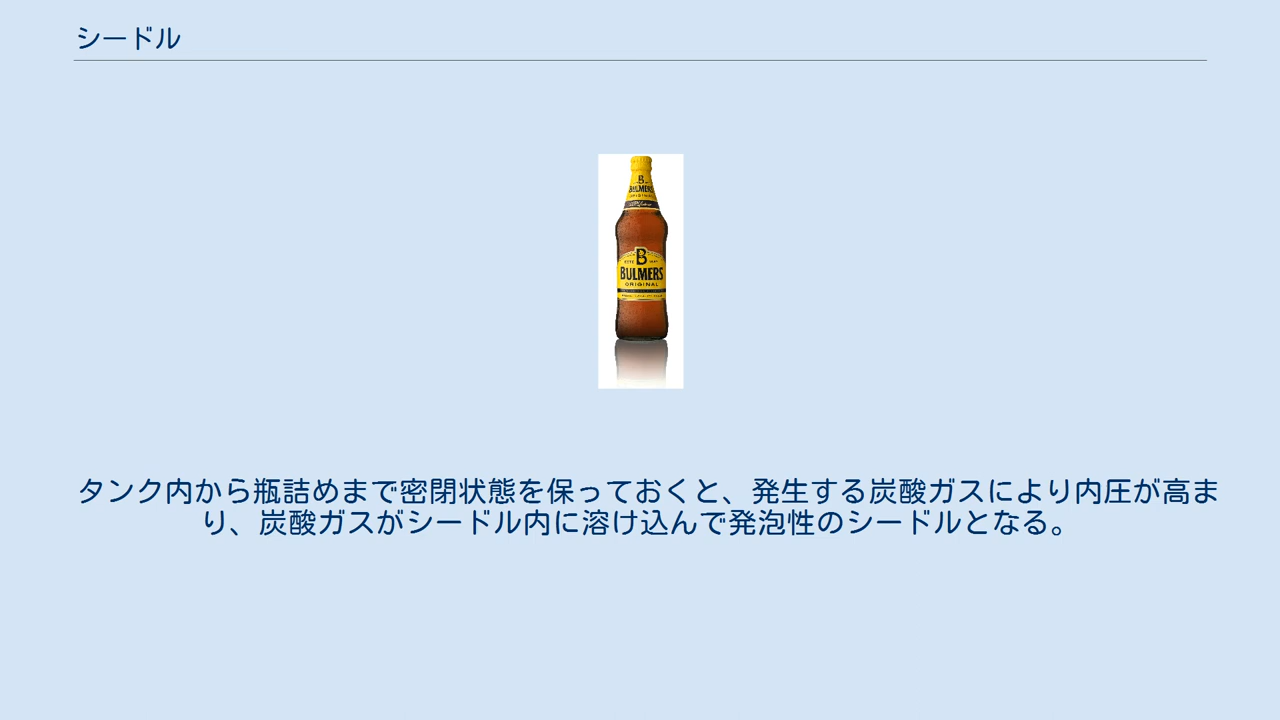 シードル
B
BULMERS
ORIGINAL
B
BULMERS
ORIGINAL
タンク内から瓶詰めまで密閉状態を保っておくと、発生する炭酸ガスにより内圧が高ま
り、炭酸ガスがシードル内に溶け込んで発泡性のシードルとなる。